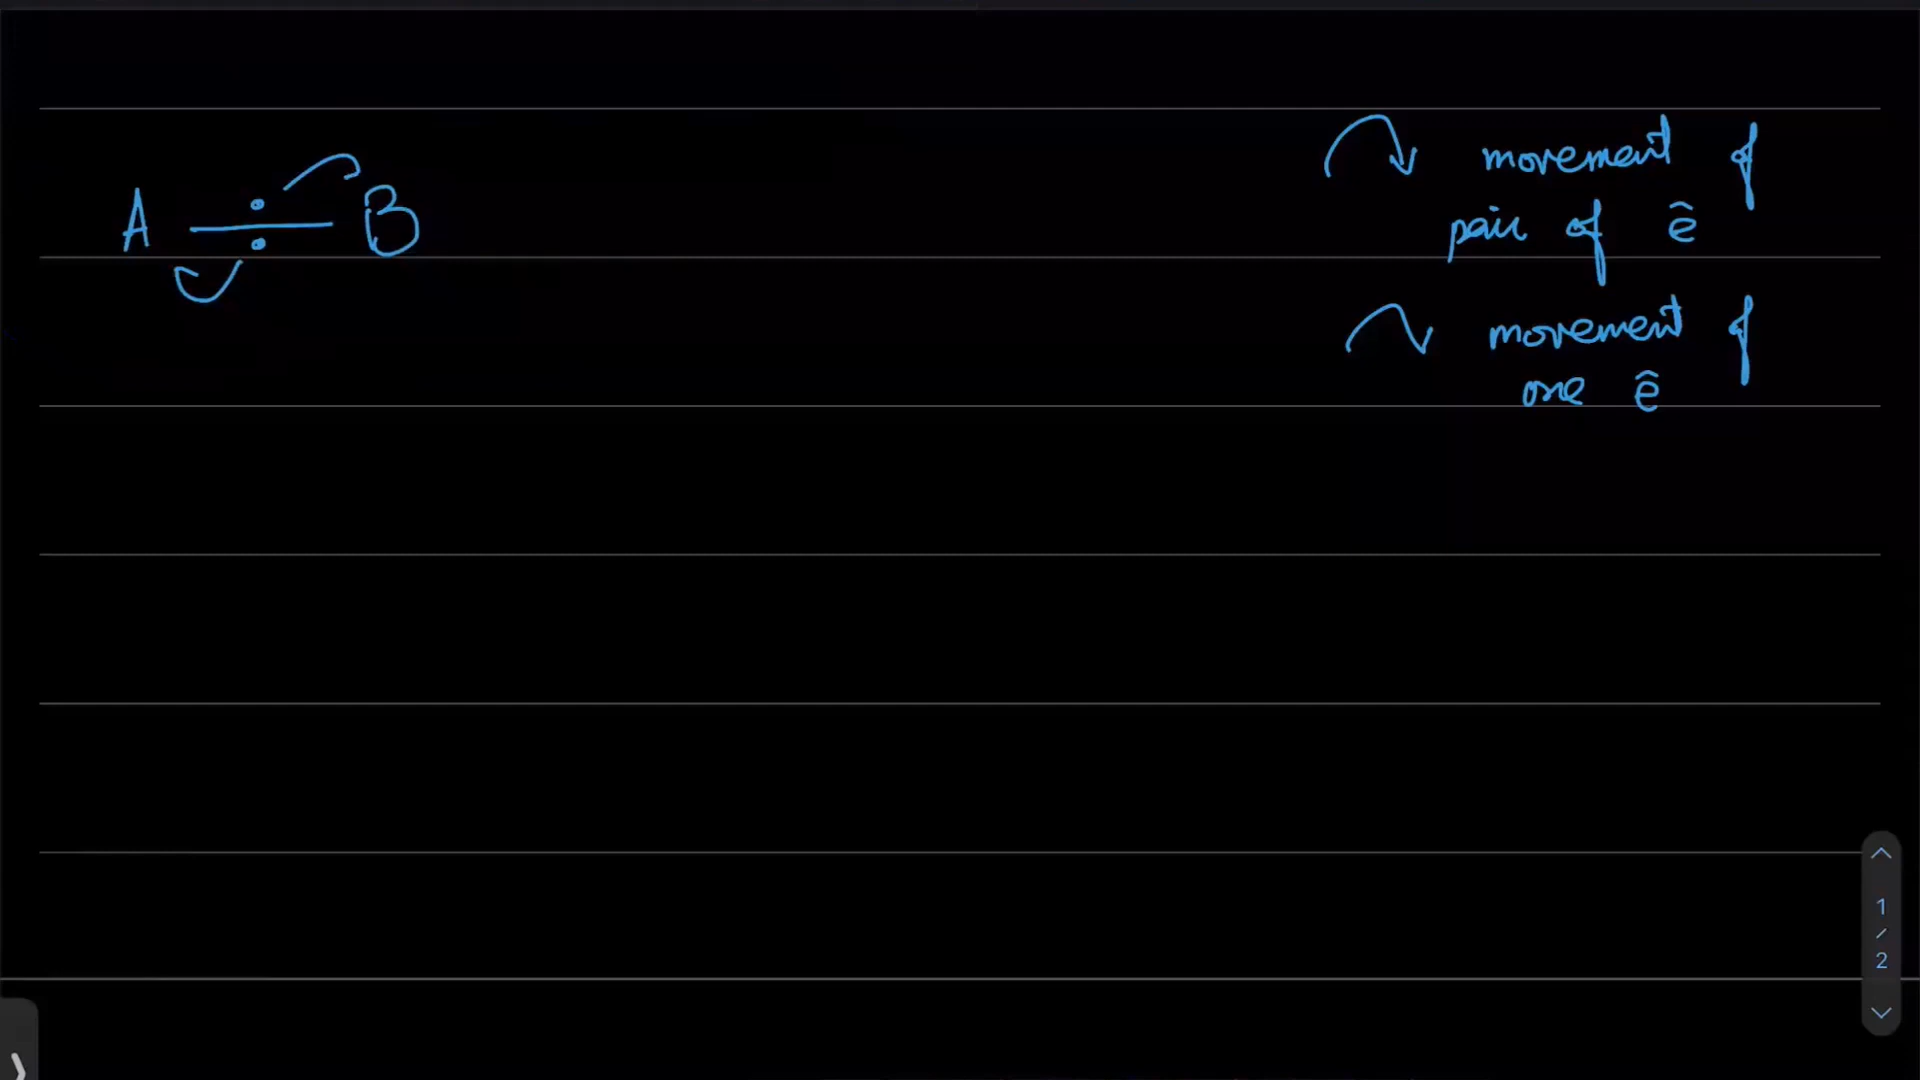 A — B
movement of
pair of ê
movement of
one ê
1
/
2